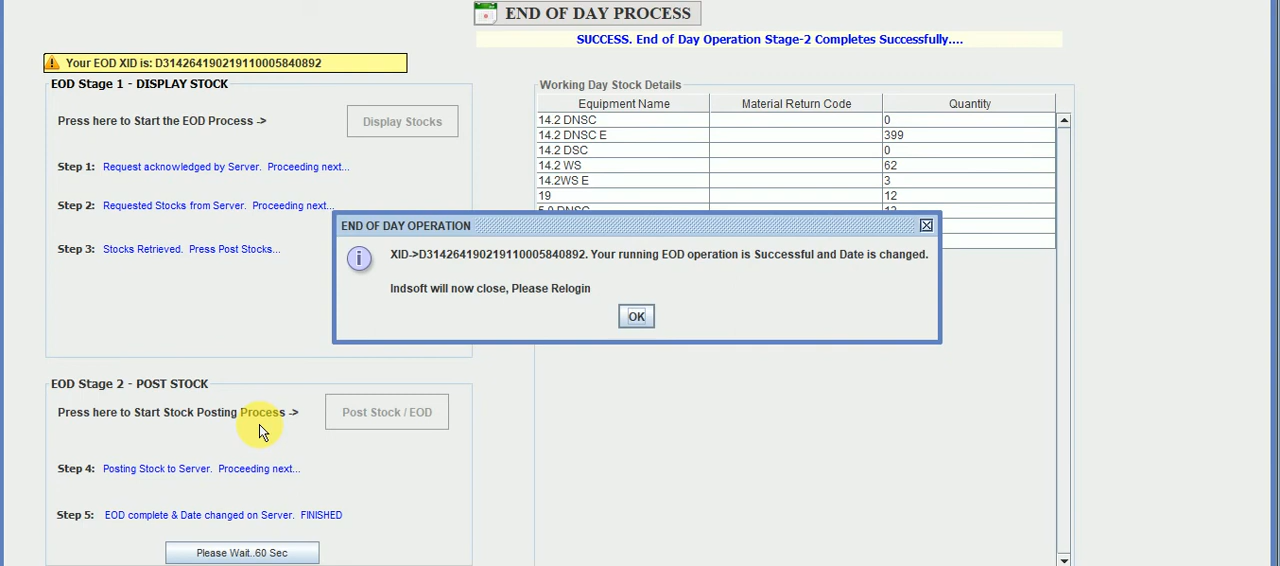 END OF DAY PROCESS
SUCCESS. End of Day Operation Stage-2 Completes Successfully....
Your EOD XID is: D314264190219110005840892
EOD Stage 1 - DISPLAY STOCK
Press here to Start the EOD Process ->
Display Stocks
Step 1: Request acknowledged by Server. Proceeding next...
Step 2: Requested Stocks from Server. Proceeding next...
Step 3: Stocks Retrieved. Press Post Stocks...
Working Day Stock Details
Equipment Name Material Return Code Quantity
14.2 DNSC 0
14.2 DNSC E 399
14.2 DSC 0
14.2 WS 62
14.2WS E 3
19 12
END OF DAY OPERATION
XID->D314264190219110005840892. Your running EOD operation is Successful and Date is changed.
Indsoft will now close, Please Relogin
OK
EOD Stage 2 - POST STOCK
Press here to Start Stock Posting Process ->
Post Stock / EOD
Step 4: Posting Stock to Server. Proceeding next...
Step 5: EOD complete & Date changed on Server. FINISHED
Please Wait..60 Sec